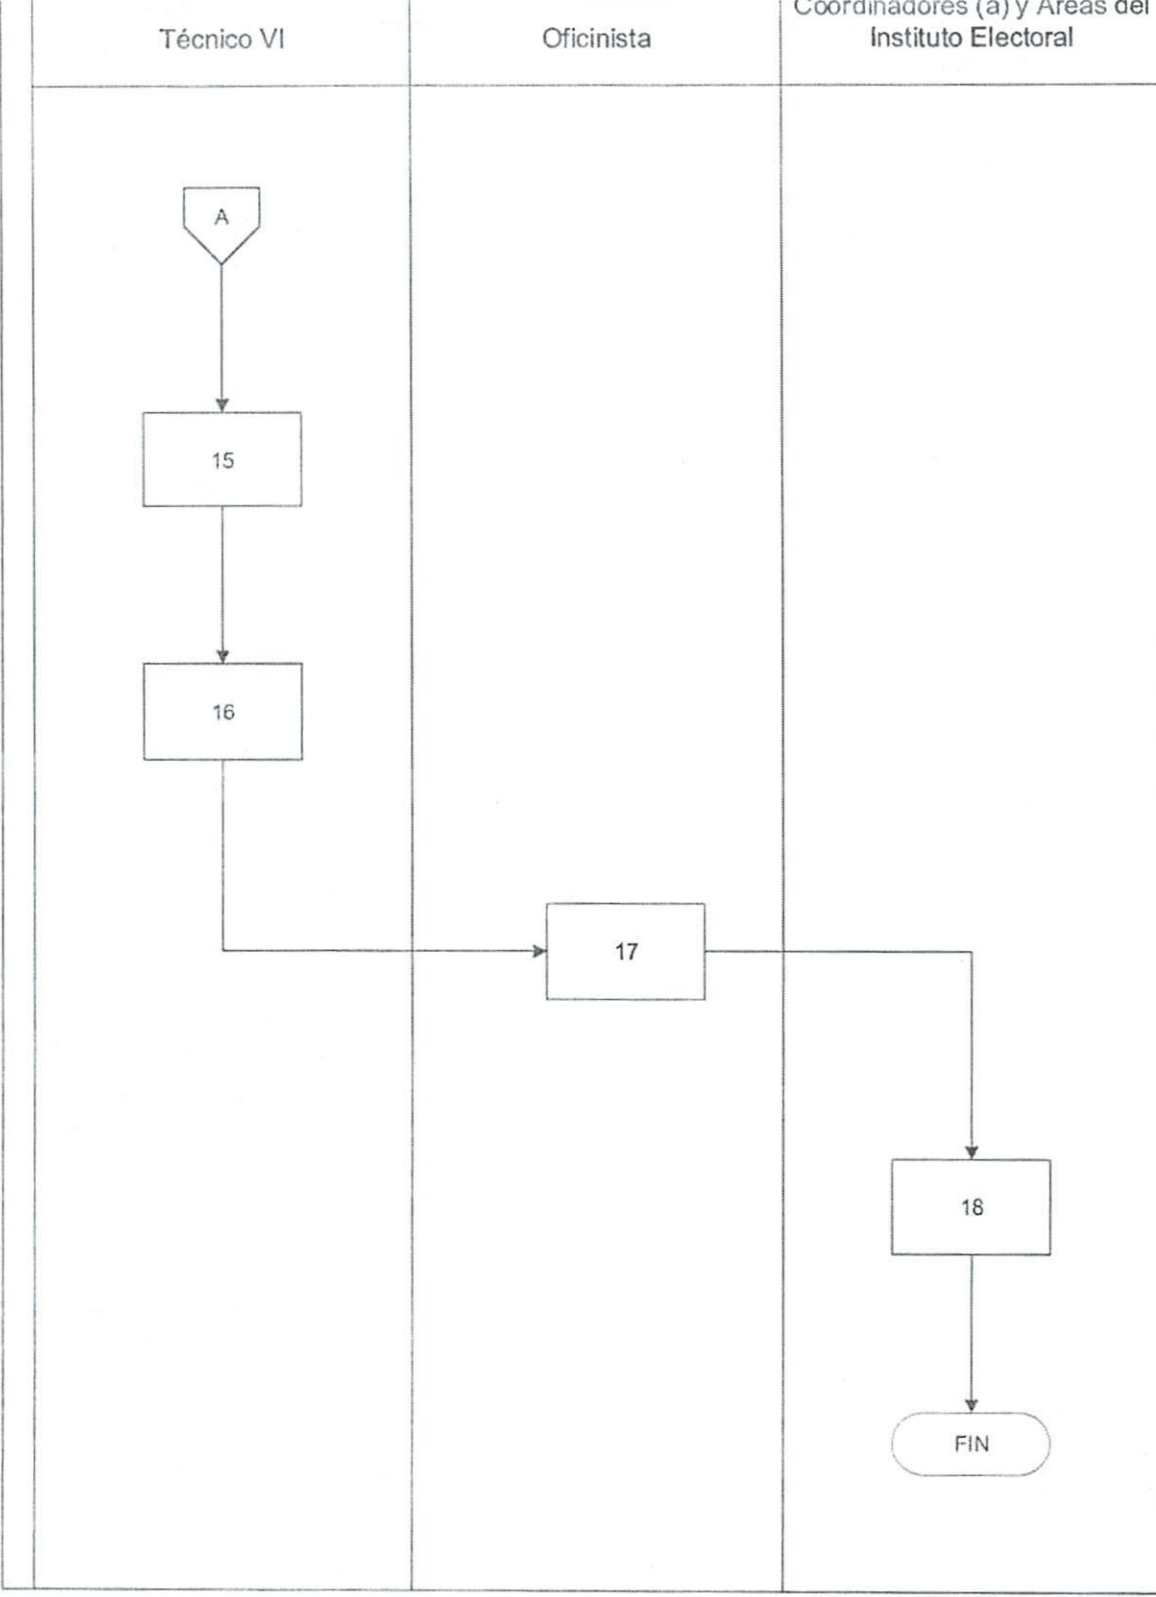 Técnico VI
Oficinista
Coordinadores (a) y Áreas del
Instituto Electoral
A
15
16
17
18
FIN